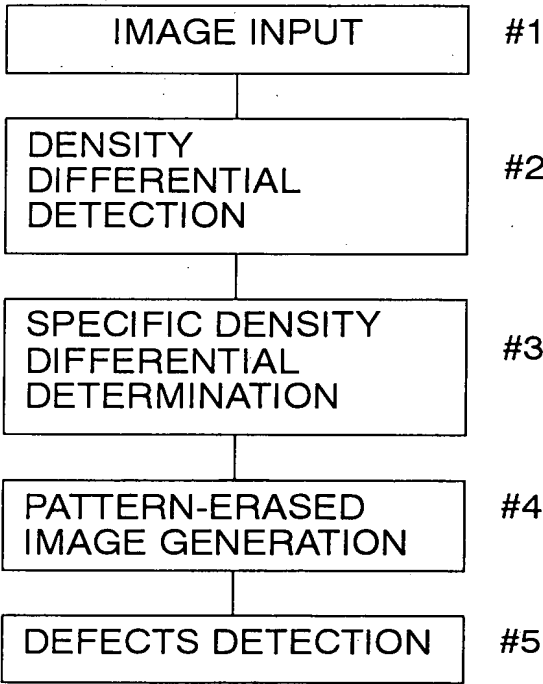 IMAGE INPUT #1
DENSITY
DIFFERENTIAL #2
DETECTION
SPECIFIC DENSITY
DIFFERENTIAL #3
DETERMINATION
PATTERN-ERASED #4
IMAGE GENERATION
DEFECTS DETECTION #5